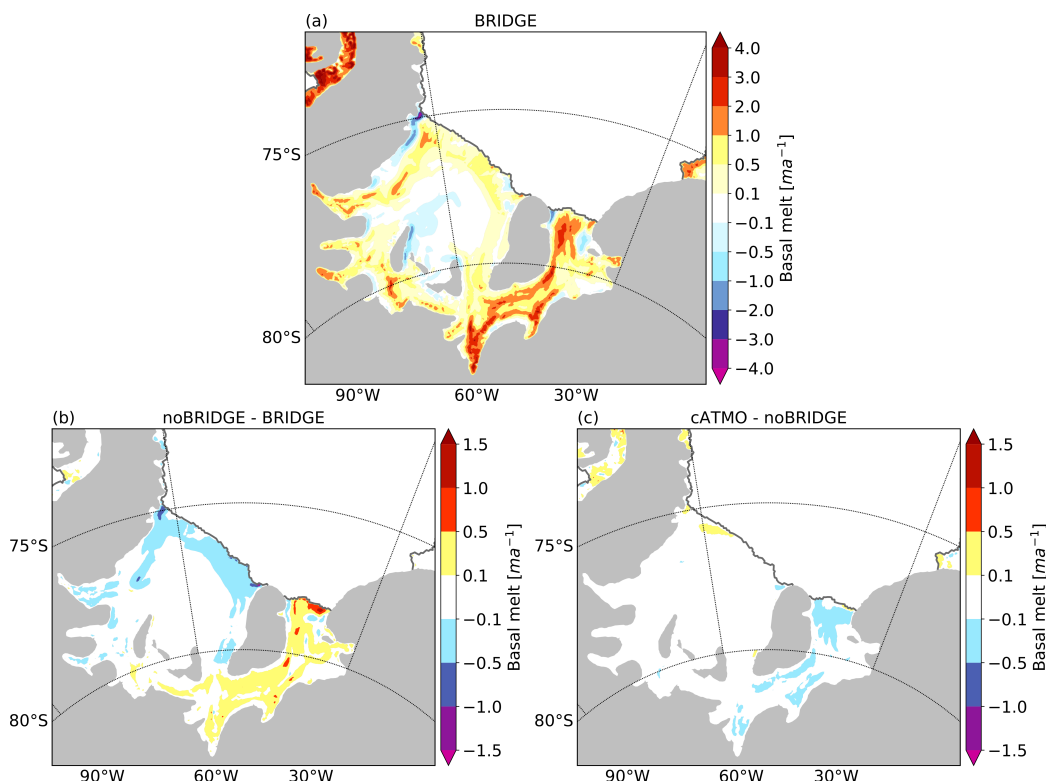 (a)
BRIDGE
75°S
80°S
90°W
60°W
30°W
4.0
3.0
2.0
1.0
0.5
0.1
−0.1
−0.5
−1.0
−2.0
−3.0
−4.0
Basal melt [ma⁻¹]
(b)
noBRIDGE - BRIDGE
75°S
80°S
90°W
60°W
30°W
1.5
1.0
0.5
0.1
−0.1
−0.5
−1.0
−1.5
Basal melt [ma⁻¹]
(c)
cATMO - noBRIDGE
75°S
80°S
90°W
60°W
30°W
1.5
1.0
0.5
0.1
−0.1
−0.5
−1.0
−1.5
Basal melt [ma⁻¹]